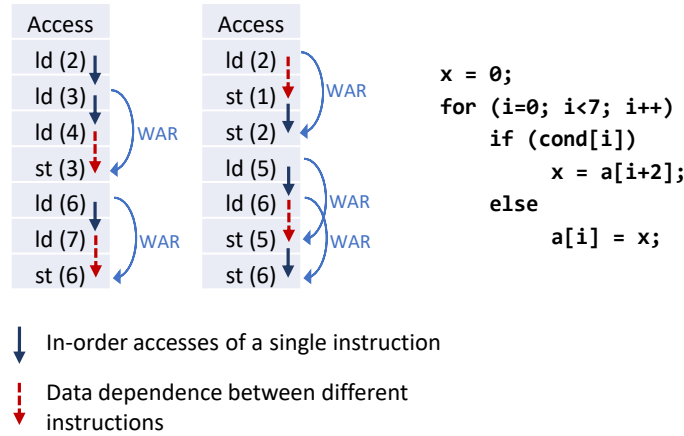 Access
ld (2)
ld (3)
ld (4)
st (3)
ld (6)
ld (7)
st (6)
WAR
WAR
Access
ld (2)
st (1)
st (2)
ld (5)
ld (6)
st (5)
st (6)
WAR
WAR
WAR
x = 0;
for (i=0; i<7; i++)
if (cond[i])
x = a[i+2];
else
a[i] = x;
In-order accesses of a single instruction
Data dependence between different
instructions